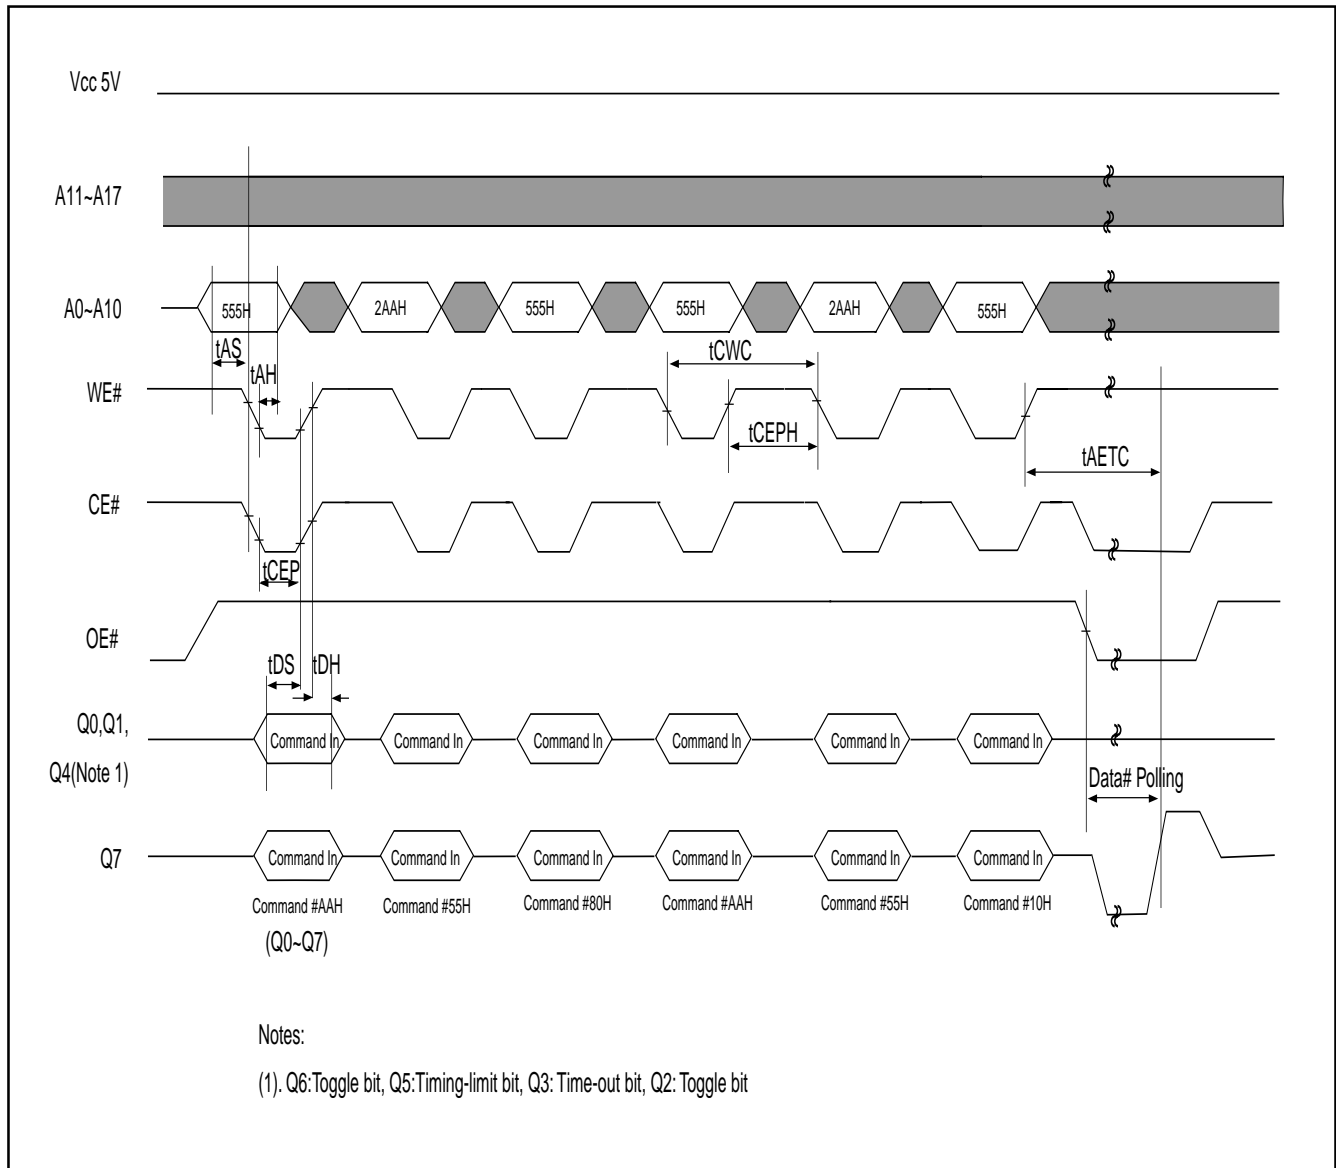 Vcc 5V
A11~A17
A0~A10
555H 2AAH 555H 555H 2AAH 555H
tAS
tAH
tCWC
WE#
tCEPH
tAETC
CE#
tCEP
OE#
tDS tDH
Q0,Q1,
Q4(Note 1)
Command In Command In Command In Command In Command In Command In
Data# Polling
Q7
Command In Command In Command In Command In Command In Command In
Command #AAH Command #55H Command #80H Command #AAH Command #55H Command #10H
(Q0~Q7)
Notes:
(1). Q6:Toggle bit, Q5:Timing-limit bit, Q3: Time-out bit, Q2: Toggle bit